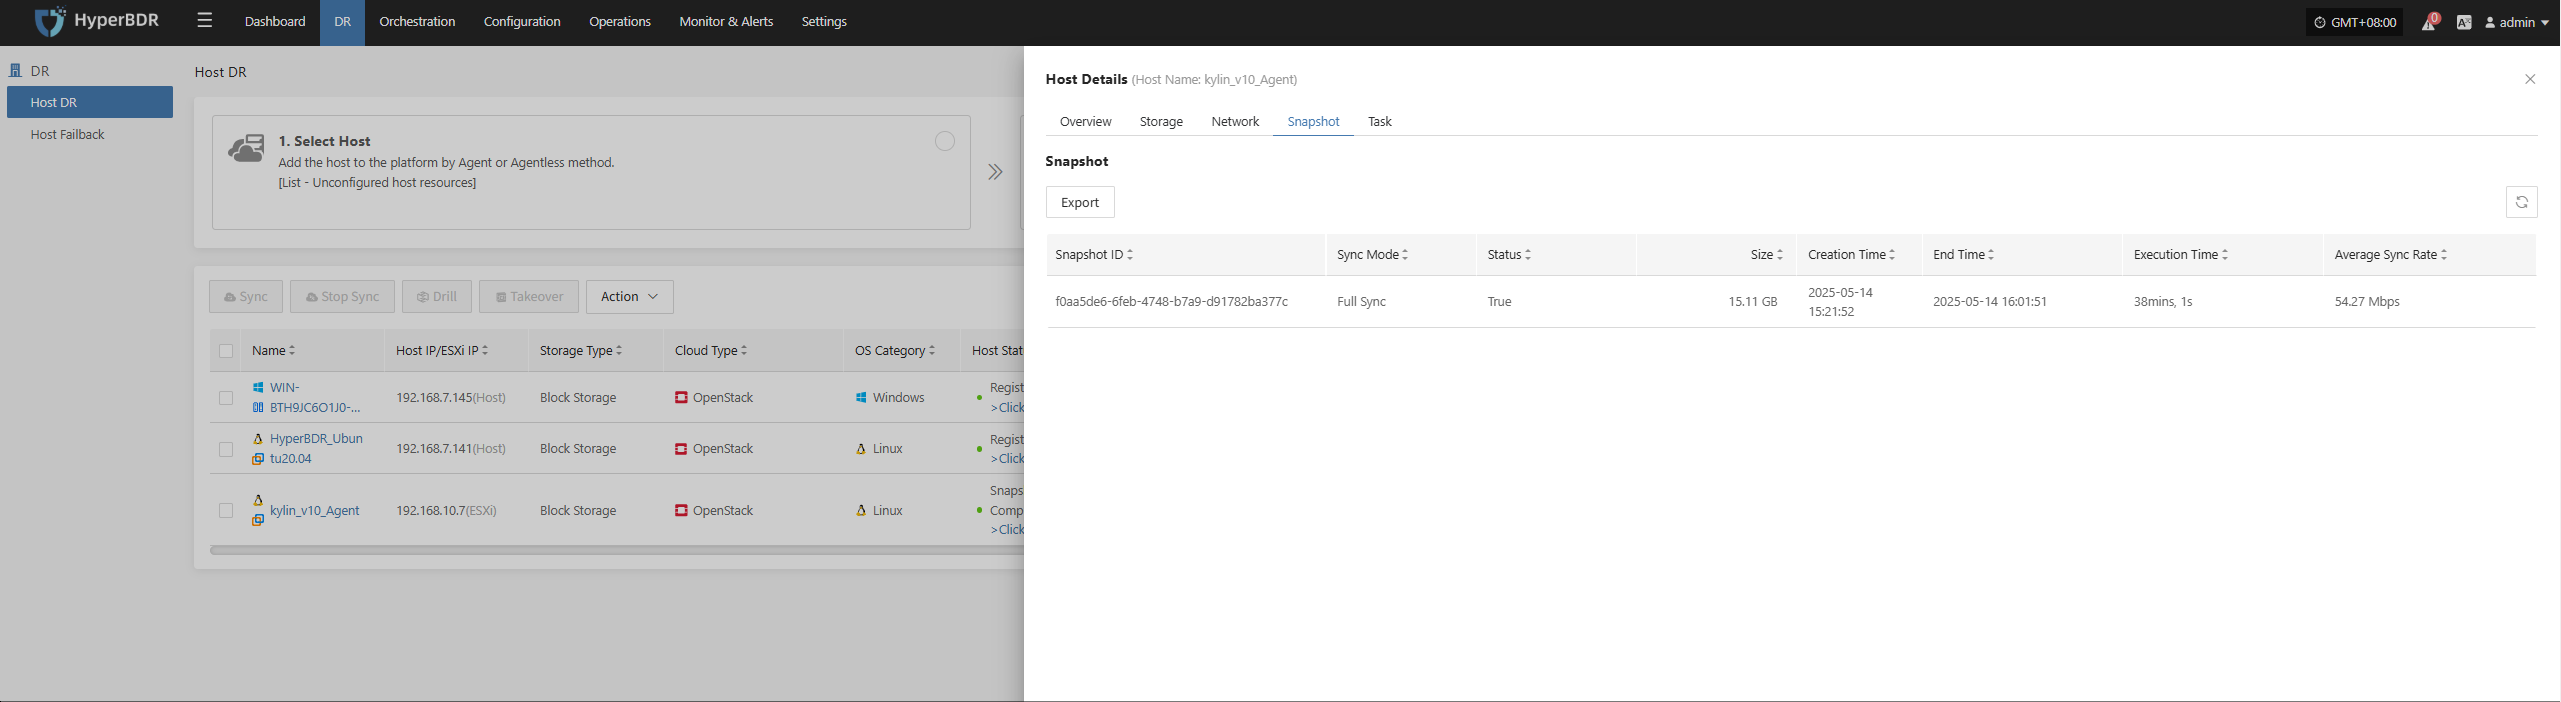 HyperBDR
Dashboard
DR
Orchestration
Configuration
Operations
Monitor & Alerts
Settings
GMT+08:00
0
admin
DR
Host DR
Host Failback
Host DR
1. Select Host
Add the host to the platform by Agent or Agentless method.
[List - Unconfigured host resources]
Sync
Stop Sync
Drill
Takeover
Action
Name
Host IP/ESXi IP
Storage Type
Cloud Type
OS Category
Host Stat
WIN-
BTH9JC6O1J0-...
192.168.7.145(Host)
Block Storage
OpenStack
Windows
Regist
>Click
HyperBDR_Ubun
tu20.04
192.168.7.141(Host)
Block Storage
OpenStack
Linux
Regist
>Click
kylin_v10_Agent
192.168.10.7(ESXi)
Block Storage
OpenStack
Linux
Snaps
Comp
>Click
Host Details (Host Name: kylin_v10_Agent)
Overview
Storage
Network
Snapshot
Task
Snapshot
Export
Snapshot ID
Sync Mode
Status
Size
Creation Time
End Time
Execution Time
Average Sync Rate
f0aa5de6-6feb-4748-b7a9-d91782ba377c
Full Sync
True
15.11 GB
2025-05-14
15:21:52
2025-05-14 16:01:51
38mins, 1s
54.27 Mbps